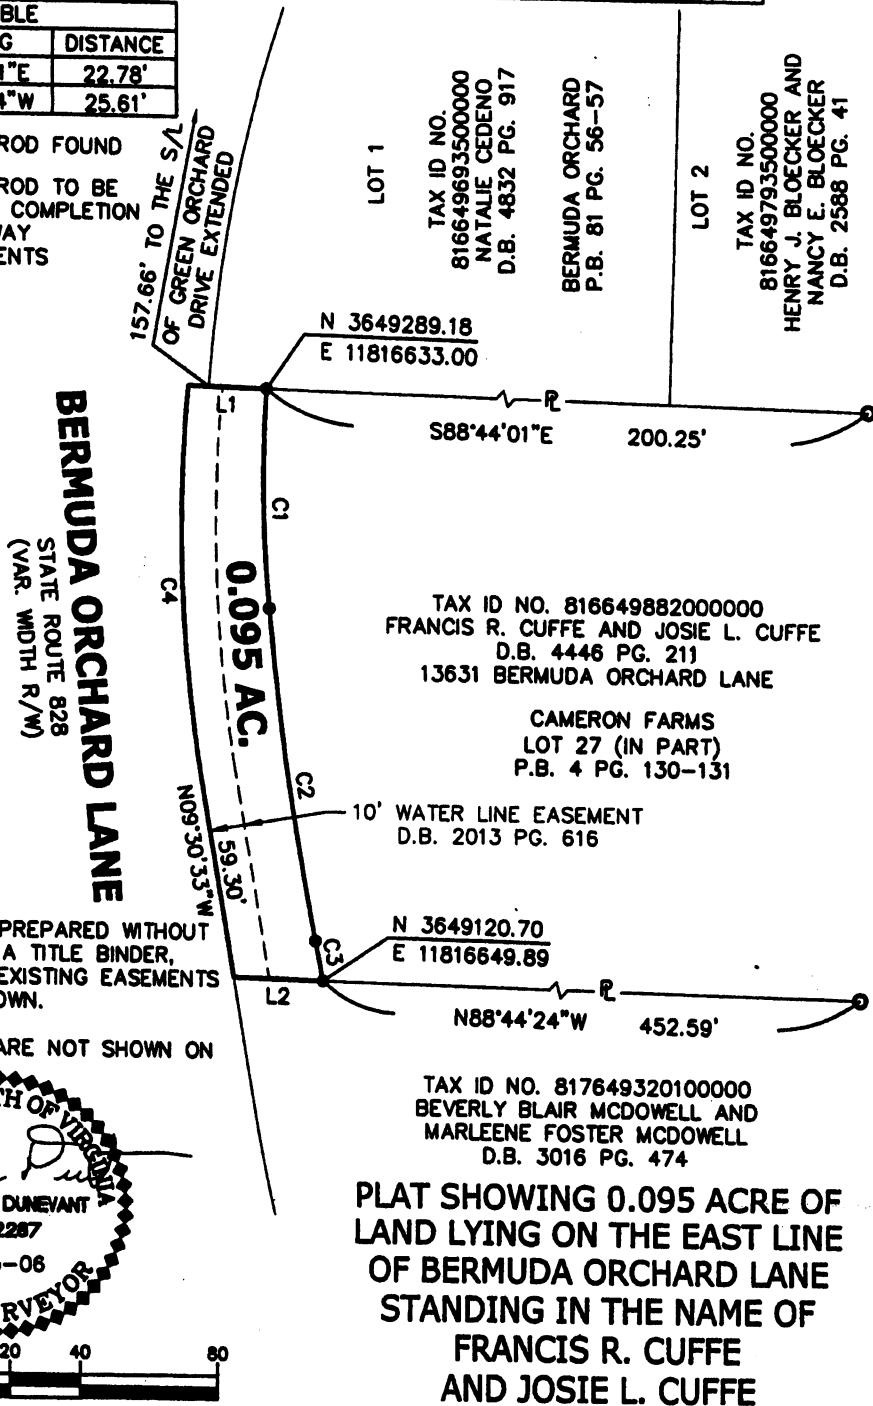 BLE
G DISTANCE
1"E 22.78'
4"W 25.61'
ROD FOUND
ROD TO BE
COMPLETION
WAY
ENTS
157.66' TO THE S/L
OF GREEN ORCHARD
DRIVE EXTENDED
LOT 1
TAX ID NO.
816649693500000
NATALIE CEDENO
D.B. 4832 PG. 917
BERMUDA ORCHARD
P.B. 81 PG. 56-57
LOT 2
TAX ID NO.
816649793500000
HENRY J. BLOECKER AND
NANCY E. BLOECKER
D.B. 2588 PG. 41
N 3649289.18
E 11816633.00
L1
S88°44'01"E 200.25'
C1
C4
0.095 AC.
BERMUDA ORCHARD LANE
STATE ROUTE 828
(VAR. WIDTH R/W)
TAX ID NO. 816649882000000
FRANCIS R. CUFFE AND JOSIE L. CUFFE
D.B. 4446 PG. 211
13631 BERMUDA ORCHARD LANE
CAMERON FARMS
LOT 27 (IN PART)
P.B. 4 PG. 130-131
C2
10' WATER LINE EASEMENT
D.B. 2013 PG. 616
N09°30'33"W
59.30'
C3
N 3649120.70
E 11816649.89
L2
N88°44'24"W 452.59'
PREPARED WITHOUT
A TITLE BINDER,
EXISTING EASEMENTS
OWN.
ARE NOT SHOWN ON
TH OF VIRGINIA
DUNEVANT
2287
-06
RVEYOR
TAX ID NO. 817649320100000
BEVERLY BLAIR MCDOWELL AND
MARLEENE FOSTER MCDOWELL
D.B. 3016 PG. 474
PLAT SHOWING 0.095 ACRE OF
LAND LYING ON THE EAST LINE
OF BERMUDA ORCHARD LANE
STANDING IN THE NAME OF
FRANCIS R. CUFFE
AND JOSIE L. CUFFE
20 40 80